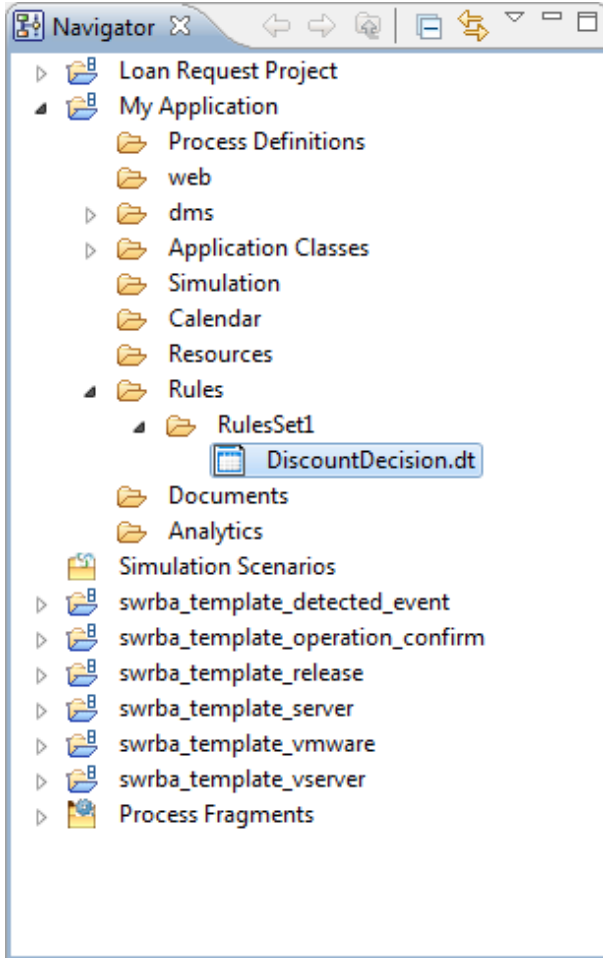 Navigator
Loan Request Project
My Application
Process Definitions
web
dms
Application Classes
Simulation
Calendar
Resources
Rules
RulesSet1
DiscountDecision.dt
Documents
Analytics
Simulation Scenarios
swrba_template_detected_event
swrba_template_operation_confirm
swrba_template_release
swrba_template_server
swrba_template_vmware
swrba_template_vserver
Process Fragments